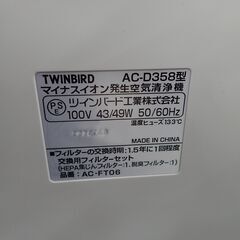 TWINBIRD AC-D358型
マイナスイオン発生空気清浄機
PS
ツインバード工業株式会社
100V 43/49W 50/60Hz
温度ヒューズ133℃
MADE IN CHINA
■フィルターの交換時期:1.5年に1回程度
交換用フィルターセット
(HEPA集じんフィルター:1,脱臭フィルター:1)
品番:AC-FT06